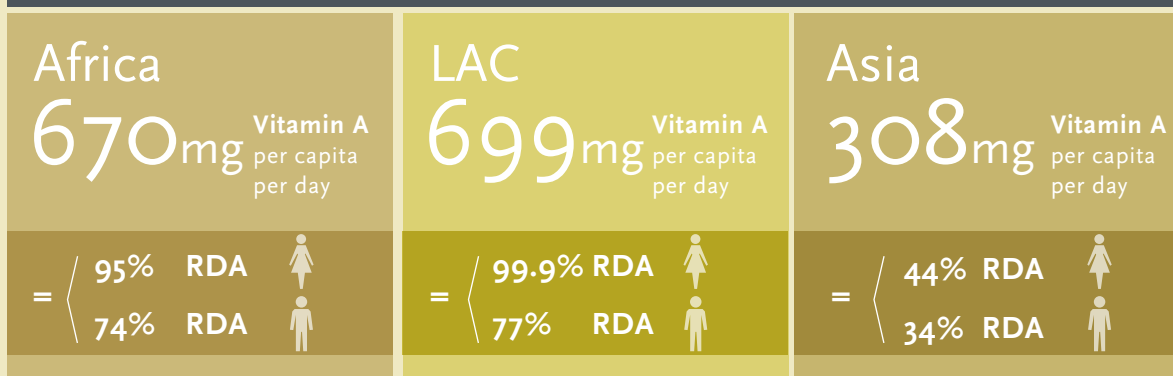 Africa
670mg Vitamin A
per capita
per day
= 95% RDA
74% RDA
LAC
699mg Vitamin A
per capita
per day
= 99.9% RDA
77% RDA
Asia
308mg Vitamin A
per capita
per day
= 44% RDA
34% RDA